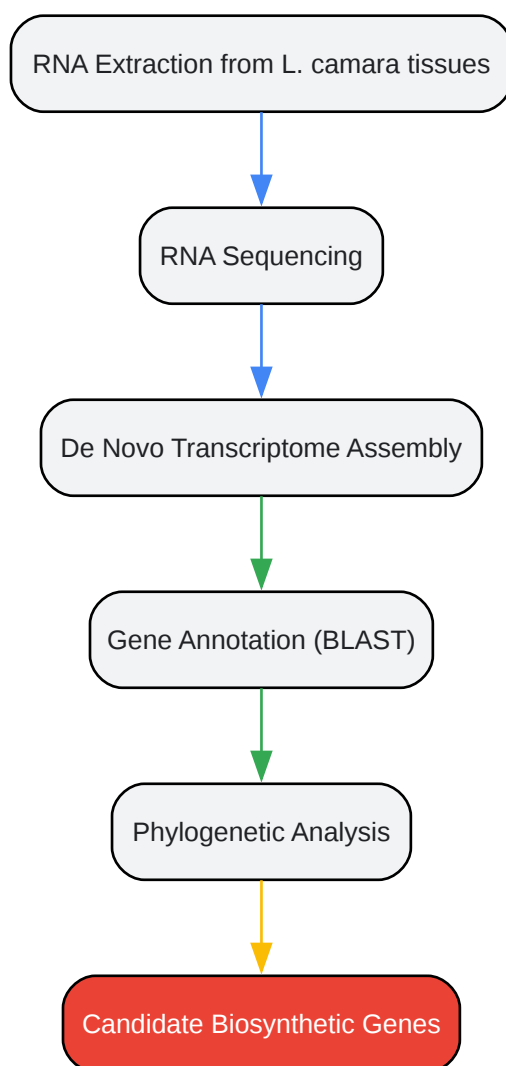 RNA Extraction from L. camara tissues
RNA Sequencing
De Novo Transcriptome Assembly
Gene Annotation (BLAST)
Phylogenetic Analysis
Candidate Biosynthetic Genes